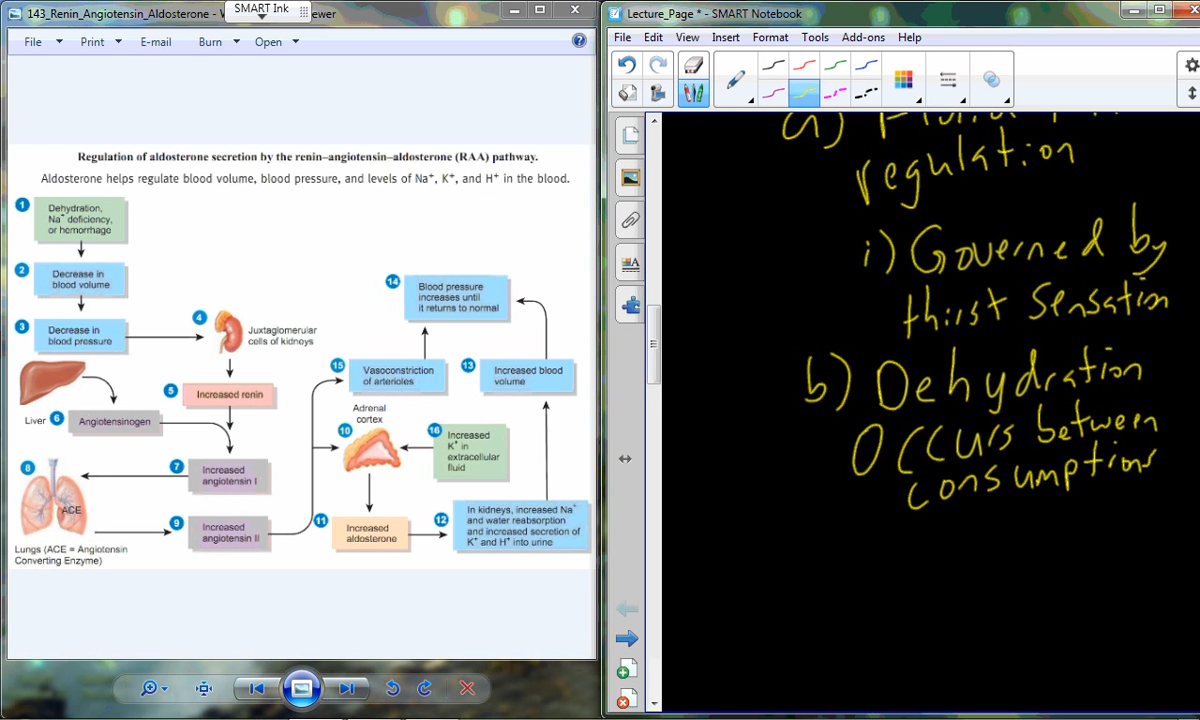 143_Renin_Angiotensin_Aldosterone -
SMART Ink
File Print E-mail Burn Open
Regulation of aldosterone secretion by the renin–angiotensin–aldosterone (RAA) pathway.
Aldosterone helps regulate blood volume, blood pressure, and levels of Na⁺, K⁺, and H⁺ in the blood.
1 Dehydration,
Na⁺ deficiency,
or hemorrhage
2 Decrease in
blood volume
3 Decrease in
blood pressure
4 Juxtaglomerular
cells of kidneys
5 Increased renin
Liver 6 Angiotensinogen
7 Increased
angiotensin I
8
ACE
Lungs (ACE = Angiotensin
Converting Enzyme)
9 Increased
angiotensin II
Adrenal
cortex
10
11 Increased
aldosterone
12 In kidneys, increased Na⁺
and water reabsorption
and increased secretion of
K⁺ and H⁺ into urine
13 Increased blood
volume
14 Blood pressure
increases until
it returns to normal
15 Vasoconstriction
of arterioles
16 Increased
K⁺ in
extracellular
fluid
Lecture_Page * - SMART Notebook
File Edit View Insert Format Tools Add-ons Help
a)
regulation
i) Governed by
thirst sensation
b) Dehydration
Occurs between
consumptions